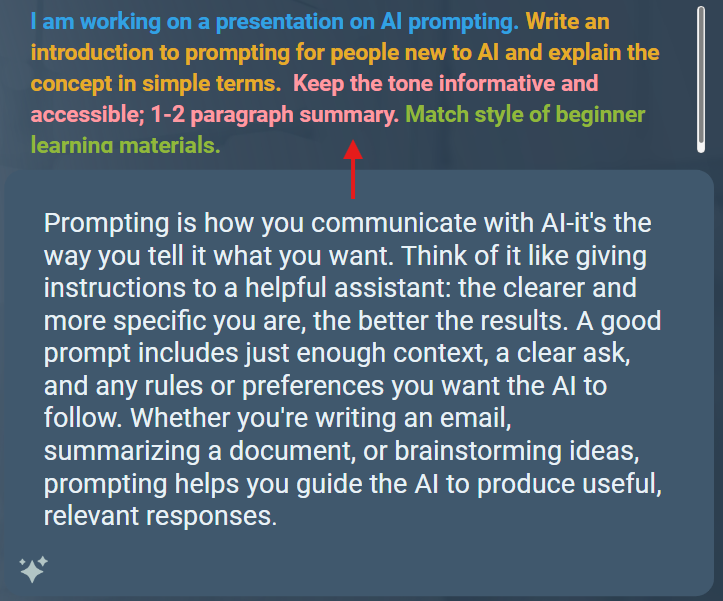 I am working on a presentation on AI prompting. Write an
introduction to prompting for people new to AI and explain the
concept in simple terms.  Keep the tone informative and
accessible; 1-2 paragraph summary. Match style of beginner
learning materials.
Prompting is how you communicate with AI-it's the
way you tell it what you want. Think of it like giving
instructions to a helpful assistant: the clearer and
more specific you are, the better the results. A good
prompt includes just enough context, a clear ask,
and any rules or preferences you want the AI to
follow. Whether you're writing an email,
summarizing a document, or brainstorming ideas,
prompting helps you guide the AI to produce useful,
relevant responses.